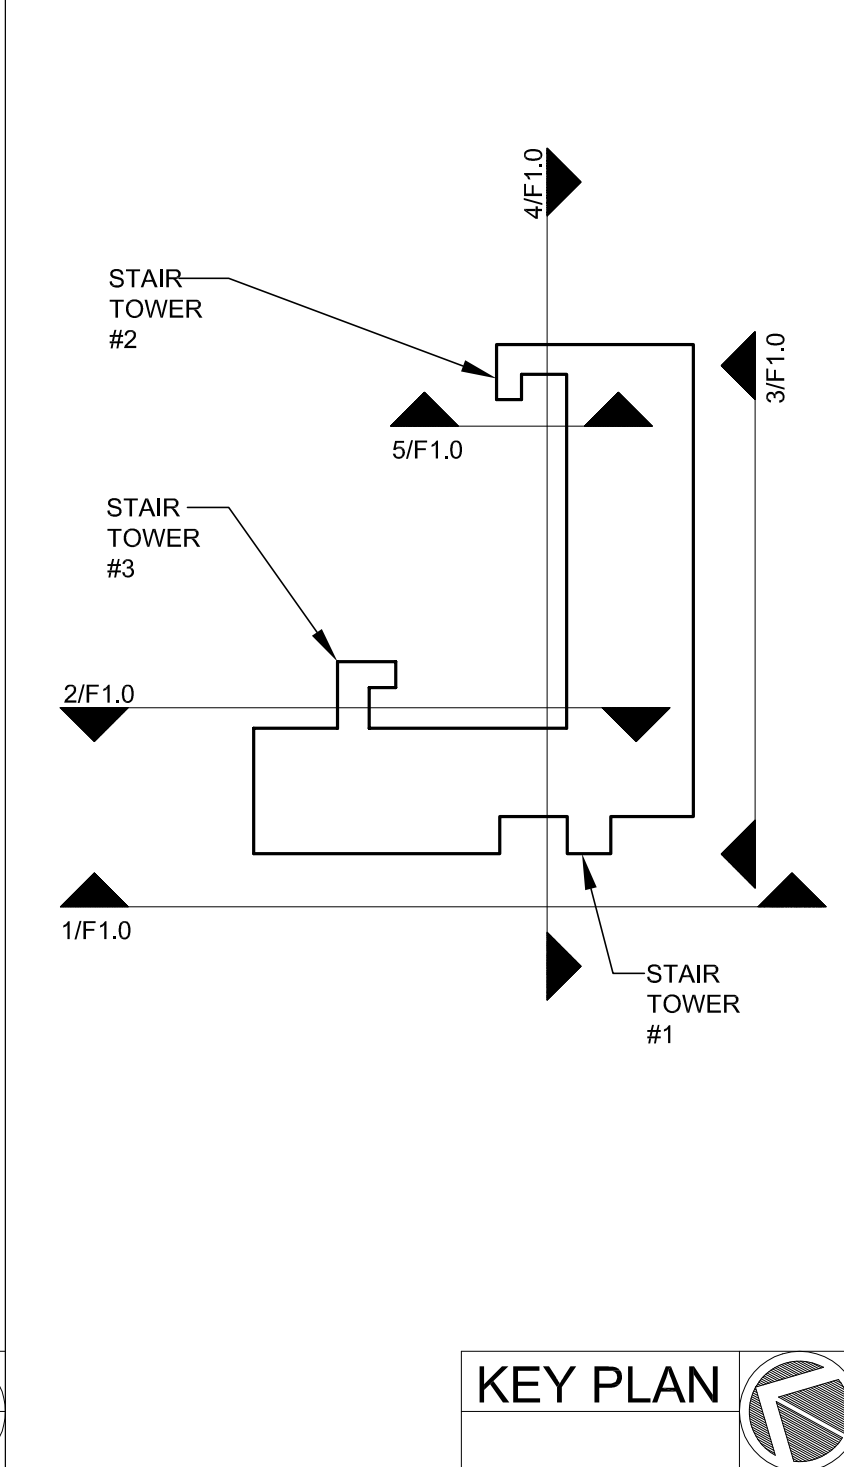 4/F1.0
STAIR
TOWER
#2
3/F1.0
5/F1.0
STAIR
TOWER
#3
2/F1.0
1/F1.0
STAIR
TOWER
#1
KEY PLAN